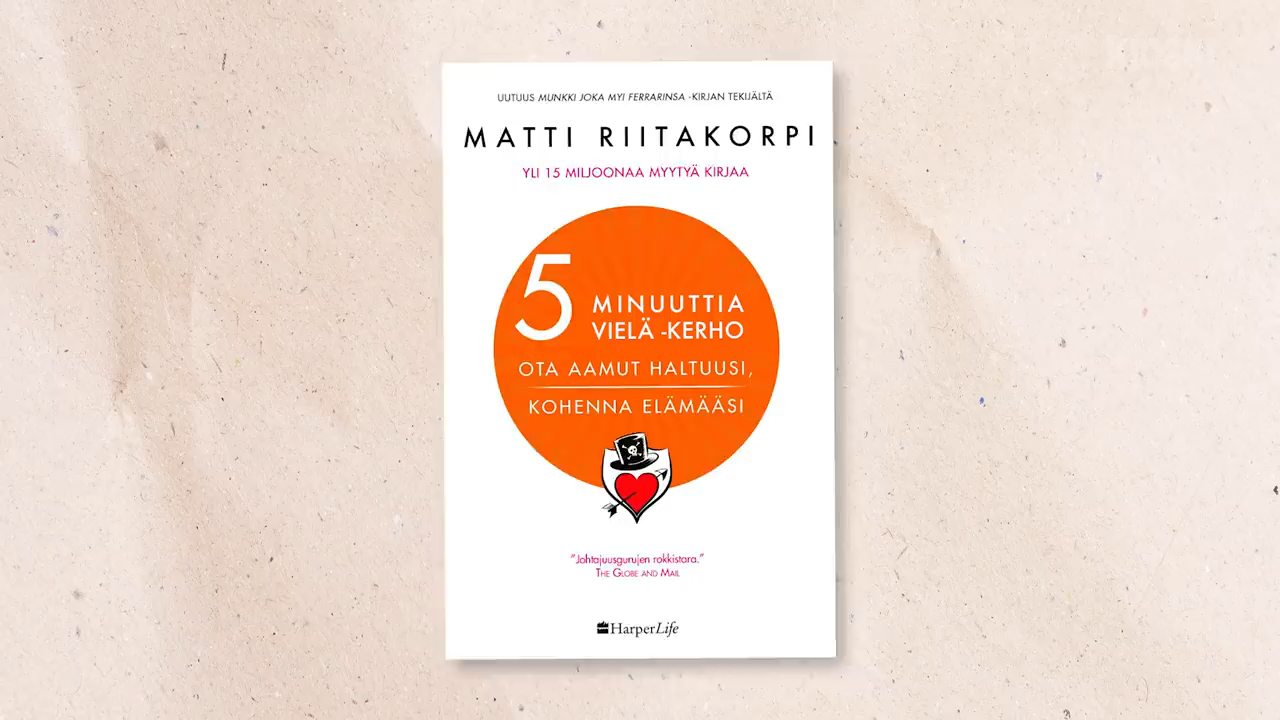 UUTUUS MUNKKI JOKA MYI FERRARINSA -KIRJAN TEKIJÄLTÄ
MATTI RIITAKORPI
YLI 15 MILJOONAA MYYTYÄ KIRJAA
5 MINUUTTIA
VIELÄ -KERHO
OTA AAMUT HALTUUSI,
KOHENNA ELÄMÄÄSI
"Johtajuusgurujen rokkistara."
THE GLOBE AND MAIL
HarperLife